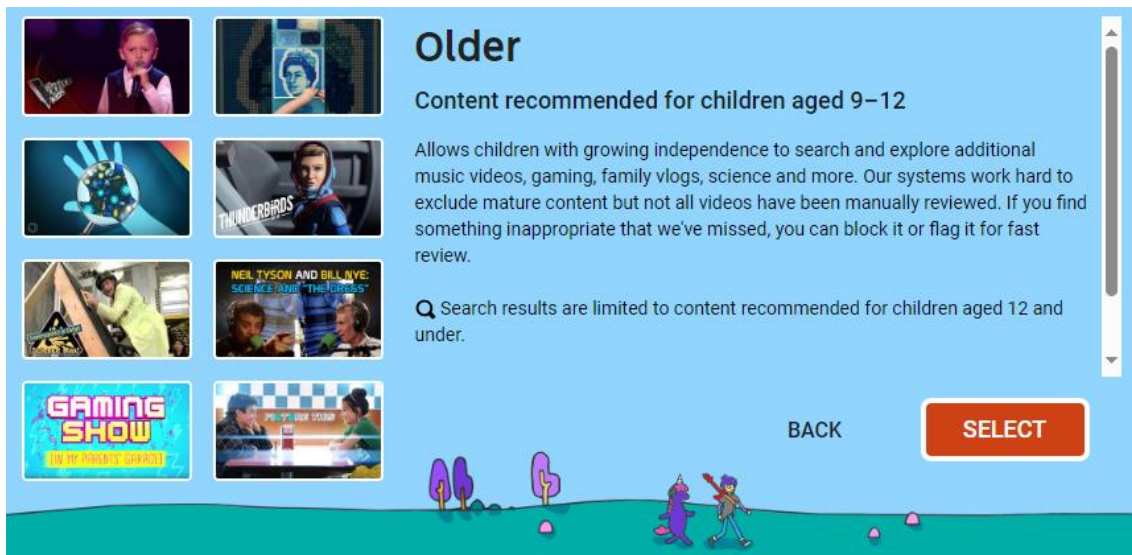 Older
Content recommended for children aged 9–12
Allows children with growing independence to search and explore additional
music videos, gaming, family vlogs, science and more. Our systems work hard to
exclude mature content but not all videos have been manually reviewed. If you find
something inappropriate that we've missed, you can block it or flag it for fast
review.
Search results are limited to content recommended for children aged 12 and
under.
BACK
SELECT
THUNDERBIRDS
NEIL TYSON AND BILL NYE:
SCIENCE AND "THE DRESS"
(Science Max!)
GAMING
SHOW
(IN MY PARENTS' GARAGE)
PICTURE THIS